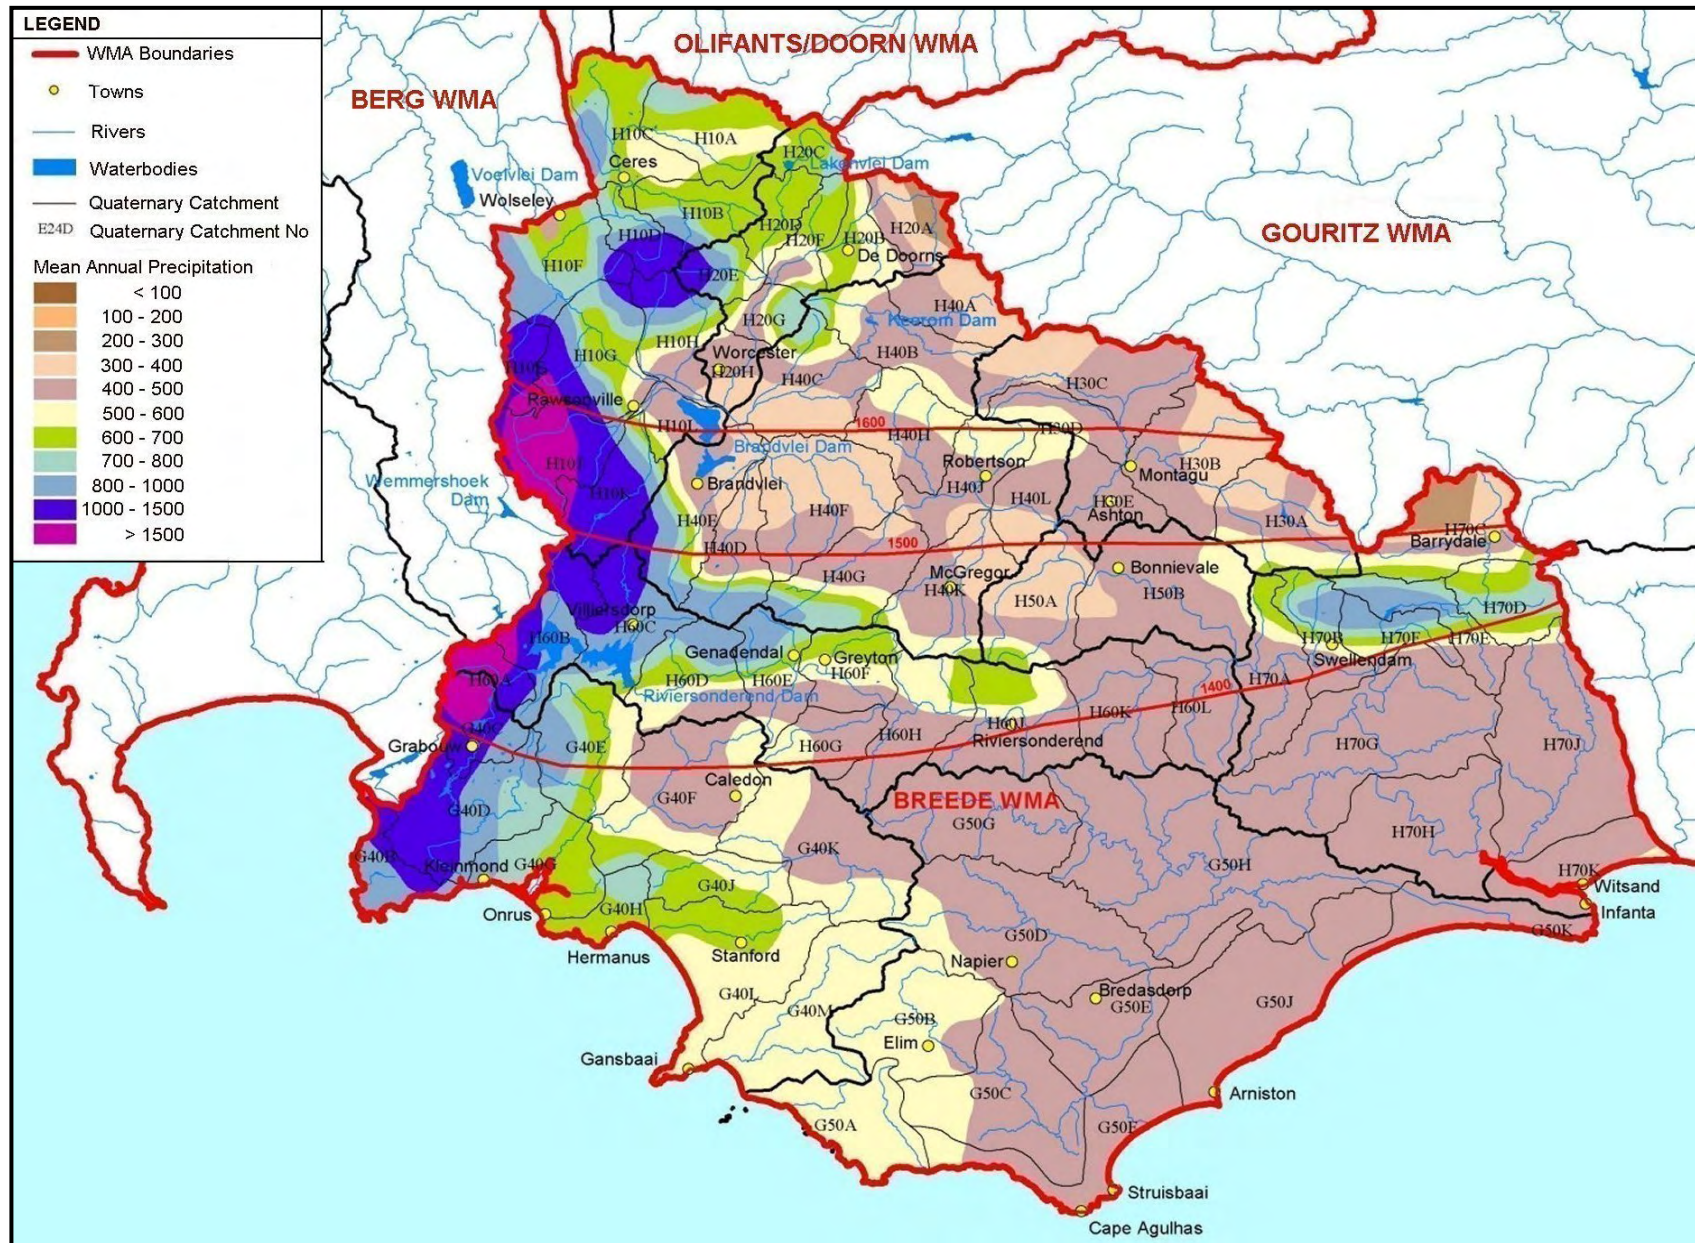 LEGEND
WMA Boundaries
Towns
Rivers
Waterbodies
Quaternary Catchment
E24D Quaternary Catchment No
Mean Annual Precipitation
< 100
100 - 200
200 - 300
300 - 400
400 - 500
500 - 600
600 - 700
700 - 800
800 - 1000
1000 - 1500
> 1500
OLIFANTS/DOORN WMA
BERG WMA
GOURITZ WMA
BREEDE WMA
H10C
H10A
Ceres
H20C
Lakenvlei Dam
Voelvlei Dam
Wolseley
H10B
H20D
H20F
H20B
H20A
De Doorns
H10D
H10F
H20E
H20G
H40A
Keerom Dam
H10G
H10H
Worcester
H20H
H40B
H40C
H30C
Rawsonville
H10L
1600
H40H
H30D
Brandvlei Dam
Robertson
Montagu
H30B
H10J
H10K
Wemmershoek
Dam
Brandvlei
H40J
H40L
H30E
Ashton
H40F
H40E
H30A
H70C
Barrydale
H40D
1500
H40G
McGregor
H40K
Bonnievale
H50A
H50B
Villiersdorp
H60C
H60B
H70D
H70B
H70F
H70E
Swellendam
Genadendal
Greyton
H60F
H60D
H60E
Riviersonderend Dam
H60A
H70A
1400
H60L
H60K
H60J
Riviersonderend
H60H
H60G
H70G
H70J
G40C
Grabouw
G40E
Caledon
G40F
G40D
G50G
H70H
G40B
Kleinmond
G40G
G40K
G40J
G50H
H70K
Witsand
Infanta
G50K
Onrus
G40H
Hermanus
Stanford
G50D
Napier
G40L
G40M
Bredasdorp
G50E
G50J
G50B
Elim
Gansbaai
G50C
Arniston
G50A
G50F
Struisbaai
Cape Agulhas